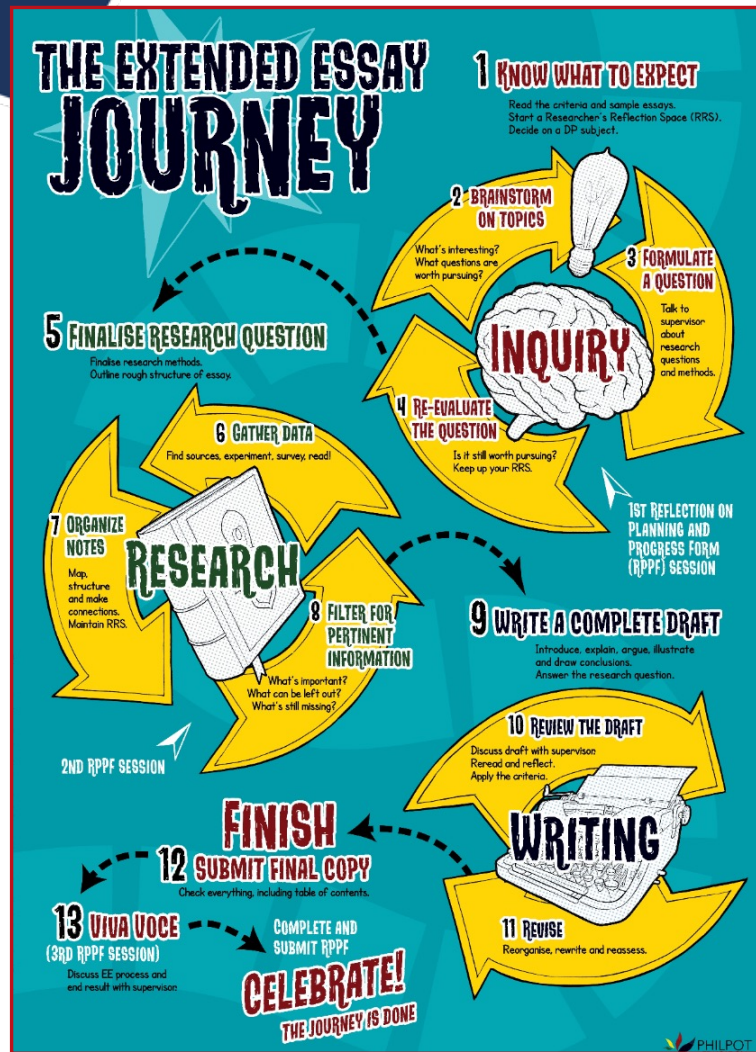 THE EXTENDED ESSAY
JOURNEY
1 KNOW WHAT TO EXPECT
Read the criteria and sample essays.
Start a Researcher's Reflection Space (RRS).
Decide on a DP subject.
2 BRAINSTORM
ON TOPICS
What's interesting?
What questions are
worth pursuing?
3 FORMULATE
A QUESTION
Talk to
supervisor
about
research
questions
and methods.
INQUIRY
4 RE-EVALUATE
THE QUESTION
Is it still worth pursuing?
Keep up your RRS.
1ST REFLECTION ON
PLANNING AND
PROGRESS FORM
(RPPF) SESSION
5 FINALISE RESEARCH QUESTION
Finalise research methods.
Outline rough structure of essay.
6 GATHER DATA
Find sources, experiment, survey, read!
7 ORGANIZE
NOTES
Map,
structure
and make
connections.
Maintain RRS.
RESEARCH
8 FILTER FOR
PERTINENT
INFORMATION
What's important?
What can be left out?
What's still missing?
2ND RPPF SESSION
9 WRITE A COMPLETE DRAFT
Introduce, explain, argue, illustrate
and draw conclusions.
Answer the research question.
10 REVIEW THE DRAFT
Discuss draft with supervisor.
Reread and reflect.
Apply the criteria.
WRITING
11 REVISE
Reorganise, rewrite and reassess.
FINISH
12 SUBMIT FINAL COPY
Check everything, including table of contents.
13 VIVA VOCE
(3RD RPPF SESSION)
Discuss EE process and
end result with supervisor.
COMPLETE AND
SUBMIT RPPF
CELEBRATE!
THE JOURNEY IS DONE
PHILPOT